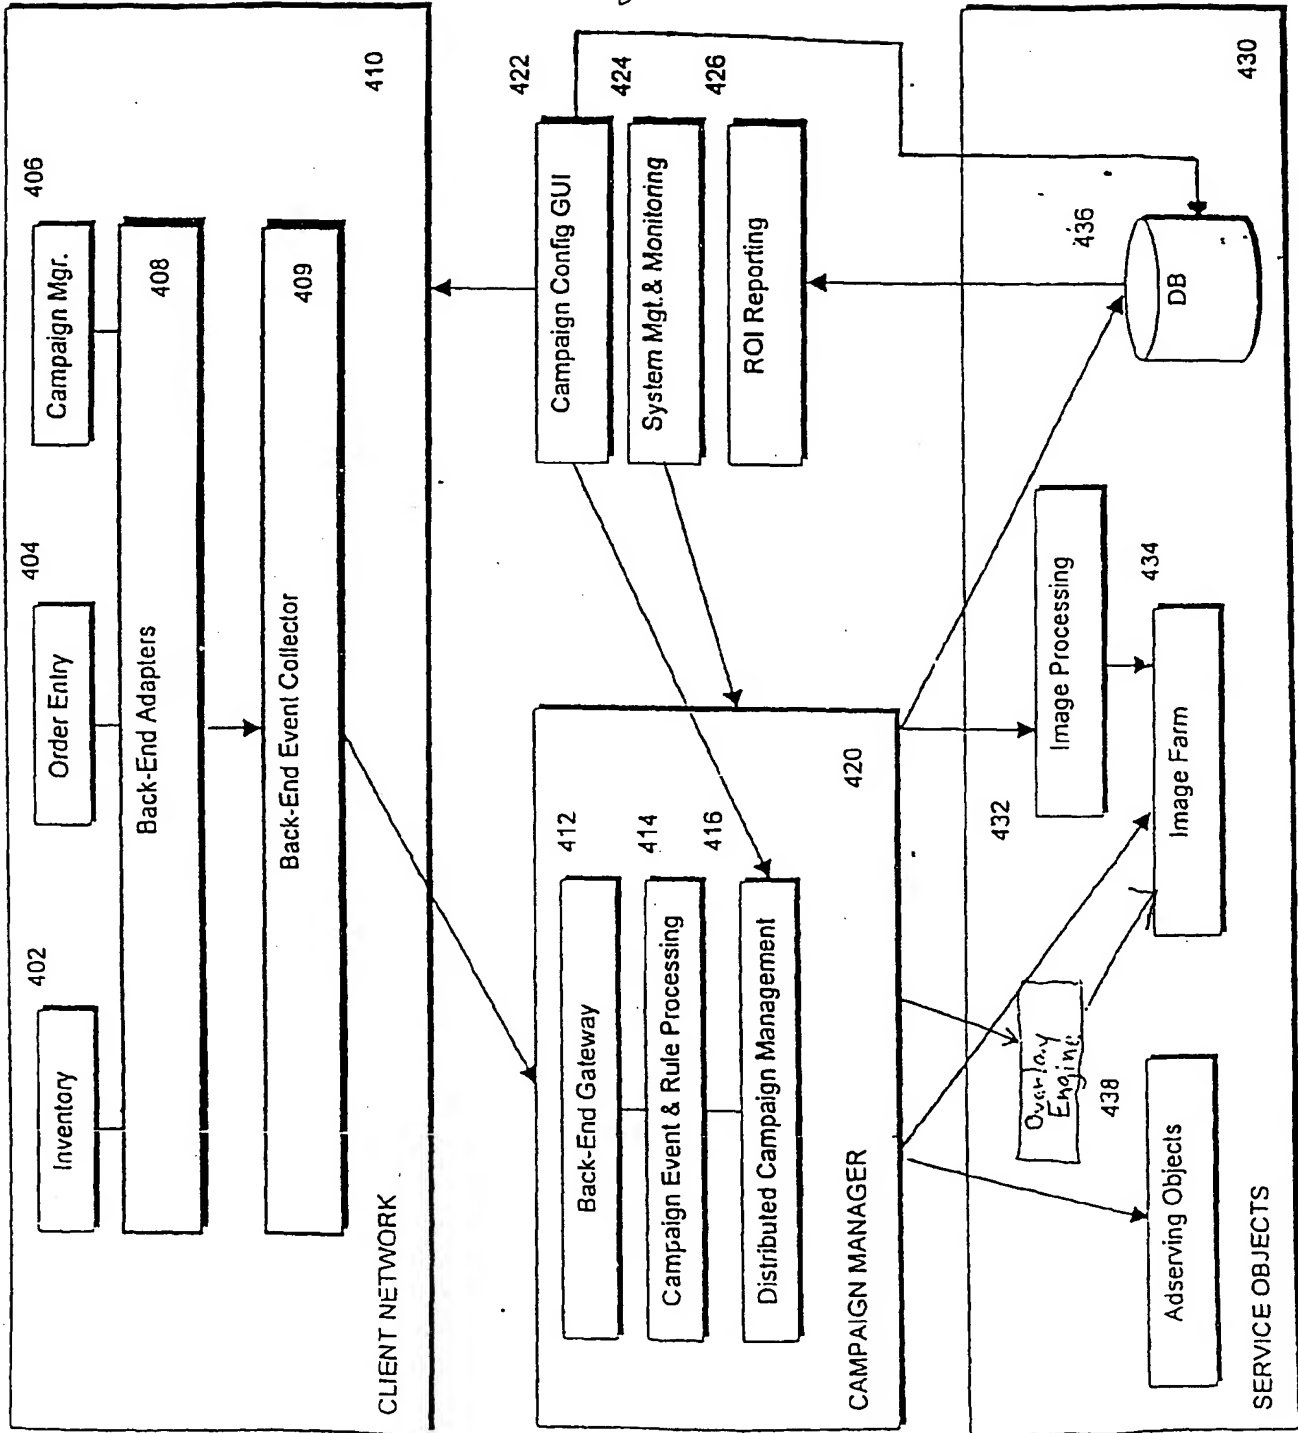 402
Inventory
404
Order Entry
406
Campaign Mgr.
Back-End Adapters
408
Back-End Event Collector
409
CLIENT NETWORK
410
Back-End Gateway
412
Campaign Event & Rule Processing
414
Distributed Campaign Management
416
CAMPAIGN MANAGER
420
Campaign Config GUI
422
System Mgt.& Monitoring
424
ROI Reporting
426
Adserving Objects
Overlay
Engine
438
432
Image Processing
Image Farm
434
436
DB
SERVICE OBJECTS
430